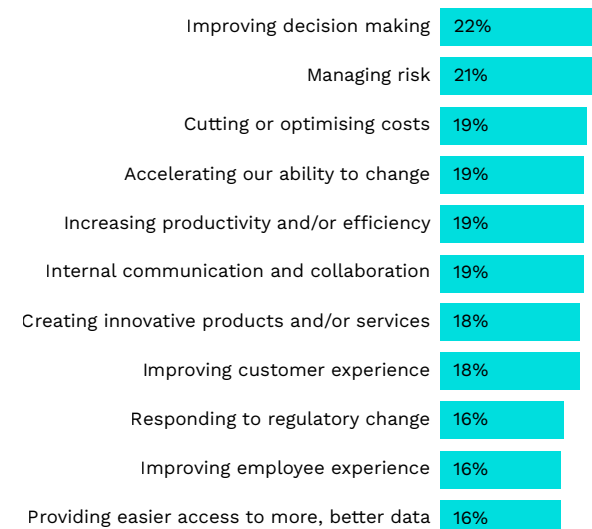 Improving decision making 22%
Managing risk 21%
Cutting or optimising costs 19%
Accelerating our ability to change 19%
Increasing productivity and/or efficiency 19%
Internal communication and collaboration 19%
Creating innovative products and/or services 18%
Improving customer experience 18%
Responding to regulatory change 16%
Improving employee experience 16%
Providing easier access to more, better data 16%